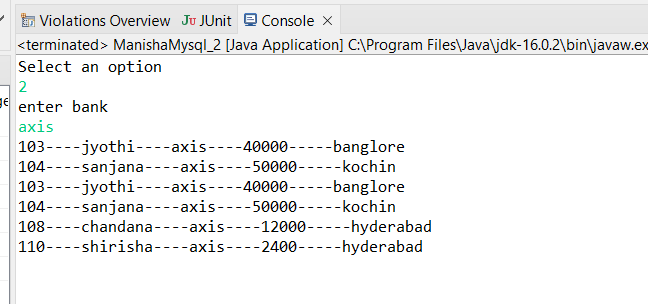 Violations Overview JUnit Console
<terminated> ManishaMysql_2 [Java Application] C:\Program Files\Java\jdk-16.0.2\bin\javaw.ex
Select an option
2
enter bank
axis
103----jyothi----axis----40000-----banglore
104----sanjana----axis----50000-----kochin
103----jyothi----axis----40000-----banglore
104----sanjana----axis----50000-----kochin
108----chandana----axis----12000-----hyderabad
110----shirisha----axis----2400-----hyderabad